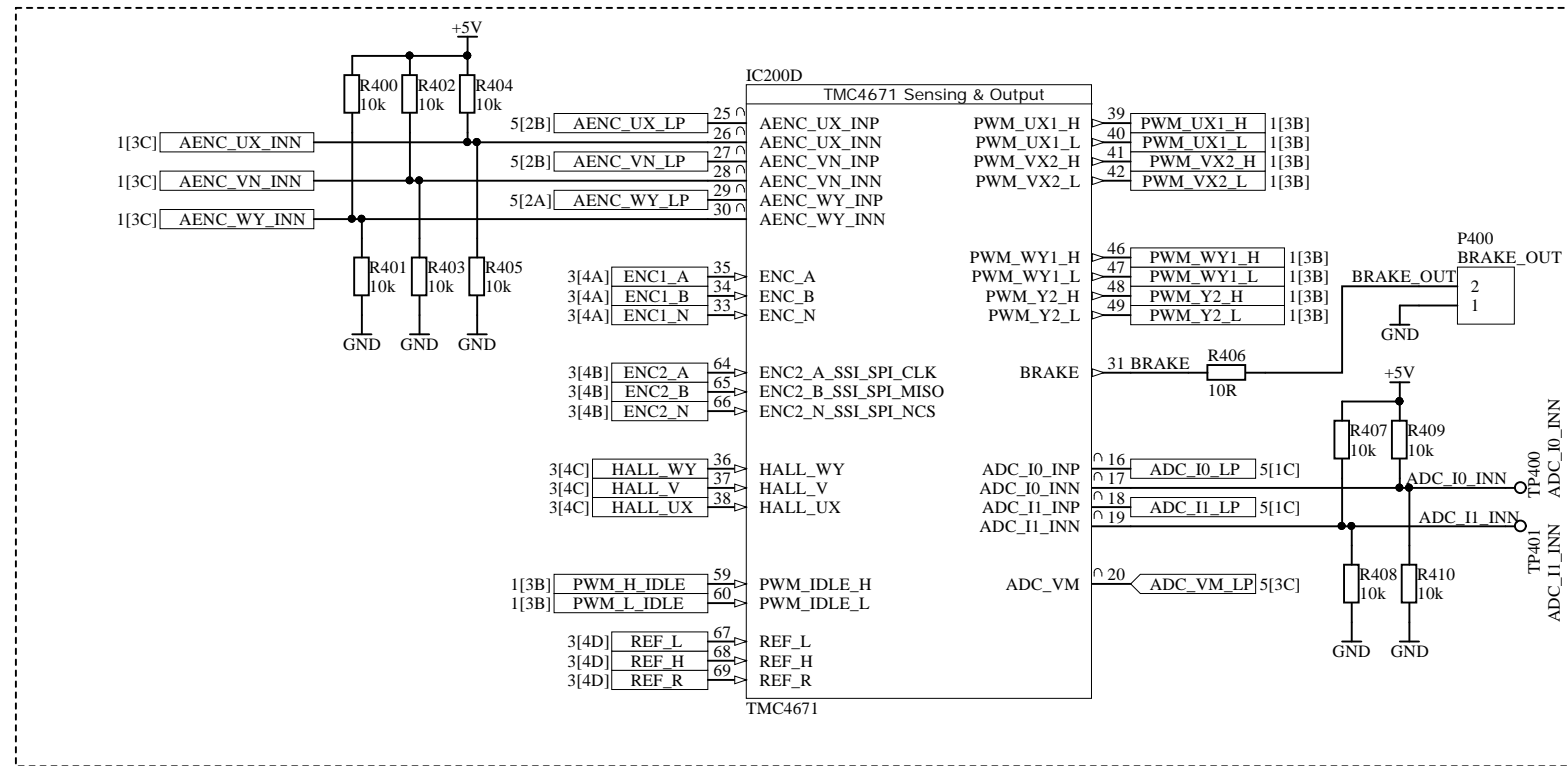 +5V
R400
10k
R402
10k
R404
10k
IC200D
TMC4671 Sensing & Output
5[2B] AENC_UX_LP 25 AENC_UX_INP
1[3C] AENC_UX_INN 26 AENC_UX_INN
5[2B] AENC_VN_LP 27 AENC_VN_INP
1[3C] AENC_VN_INN 28 AENC_VN_INN
5[2A] AENC_WY_LP 29 AENC_WY_INP
1[3C] AENC_WY_INN 30 AENC_WY_INN
R401
10k
R403
10k
R405
10k
GND GND GND
3[4A] ENC1_A 35 ENC_A
3[4A] ENC1_B 34 ENC_B
3[4A] ENC1_N 33 ENC_N
3[4B] ENC2_A 64 ENC2_A_SSI_SPI_CLK
3[4B] ENC2_B 65 ENC2_B_SSI_SPI_MISO
3[4B] ENC2_N 66 ENC2_N_SSI_SPI_NCS
3[4C] HALL_WY 36 HALL_WY
3[4C] HALL_V 37 HALL_V
3[4C] HALL_UX 38 HALL_UX
1[3B] PWM_H_IDLE 59 PWM_IDLE_H
1[3B] PWM_L_IDLE 60 PWM_IDLE_L
3[4D] REF_L 67 REF_L
3[4D] REF_H 68 REF_H
3[4D] REF_R 69 REF_R
TMC4671
PWM_UX1_H 39 PWM_UX1_H 1[3B]
PWM_UX1_L 40 PWM_UX1_L 1[3B]
PWM_VX2_H 41 PWM_VX2_H 1[3B]
PWM_VX2_L 42 PWM_VX2_L 1[3B]
PWM_WY1_H 46 PWM_WY1_H 1[3B]
PWM_WY1_L 47 PWM_WY1_L 1[3B]
PWM_Y2_H 48 PWM_Y2_H 1[3B]
PWM_Y2_L 49 PWM_Y2_L 1[3B]
P400
BRAKE_OUT
BRAKE_OUT 2
1
GND
BRAKE 31 BRAKE
R406
10R
+5V
R407
10k
R409
10k
ADC_I0_INP 16 ADC_I0_LP 5[1C]
ADC_I0_INN 17 ADC_I0_INN
ADC_I1_INP 18 ADC_I1_LP 5[1C]
ADC_I1_INN 19 ADC_I1_INN
TP400
ADC_I0_INN
TP401
ADC_I1_INN
ADC_VM 20 ADC_VM_LP 5[3C]
R408
10k
R410
10k
GND GND